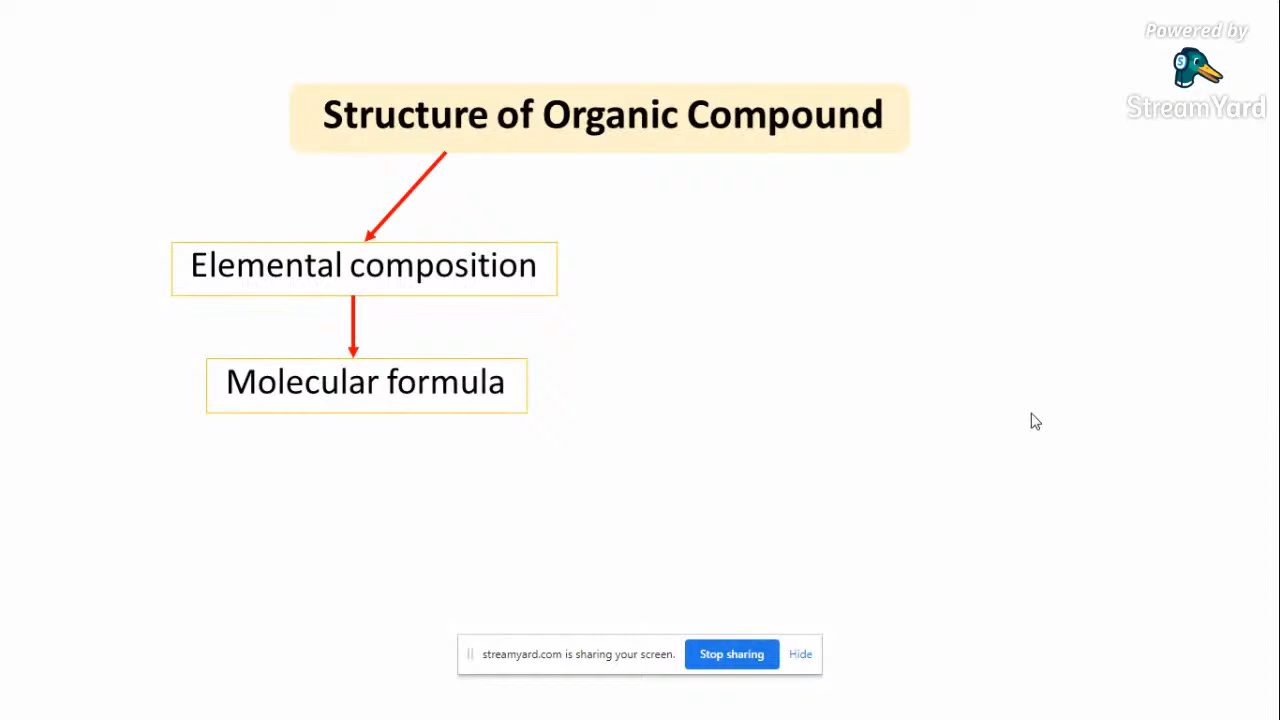 Powered by
StreamYard
Structure of Organic Compound
Elemental composition
Molecular formula
streamyard.com is sharing your screen.
Stop sharing
Hide